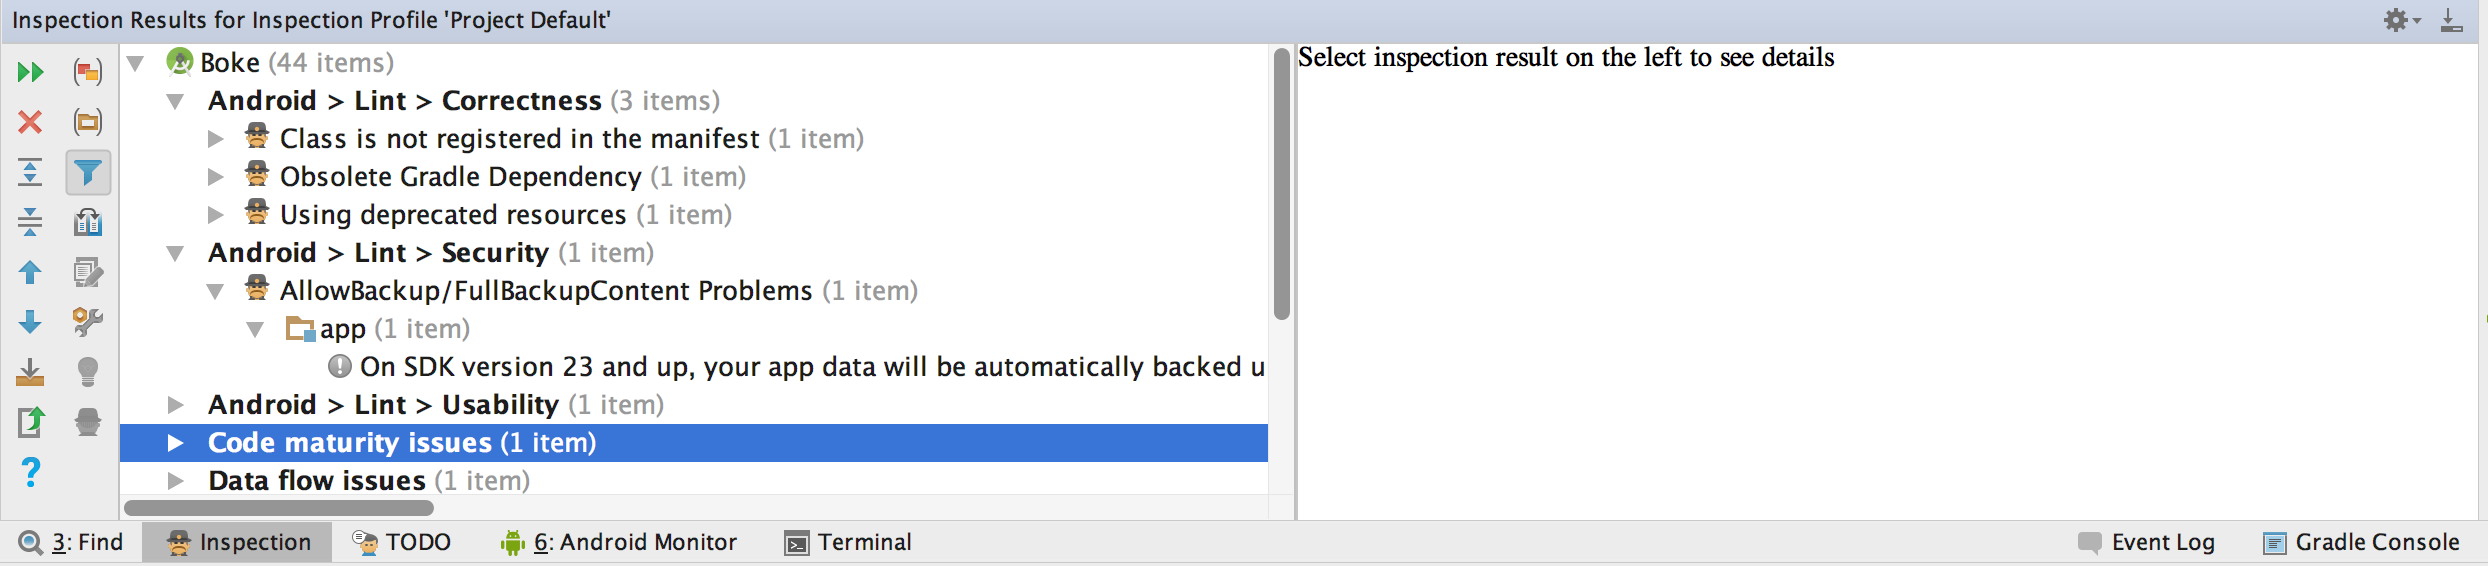 Inspection Results for Inspection Profile 'Project Default'
Boke (44 items)
Select inspection result on the left to see details
Android > Lint > Correctness (3 items)
Class is not registered in the manifest (1 item)
Obsolete Gradle Dependency (1 item)
Using deprecated resources (1 item)
Android > Lint > Security (1 item)
AllowBackup/FullBackupContent Problems (1 item)
app (1 item)
On SDK version 23 and up, your app data will be automatically backed u
Android > Lint > Usability (1 item)
Code maturity issues (1 item)
Data flow issues (1 item)
3: Find Inspection TODO 6: Android Monitor Terminal Event Log Gradle Console